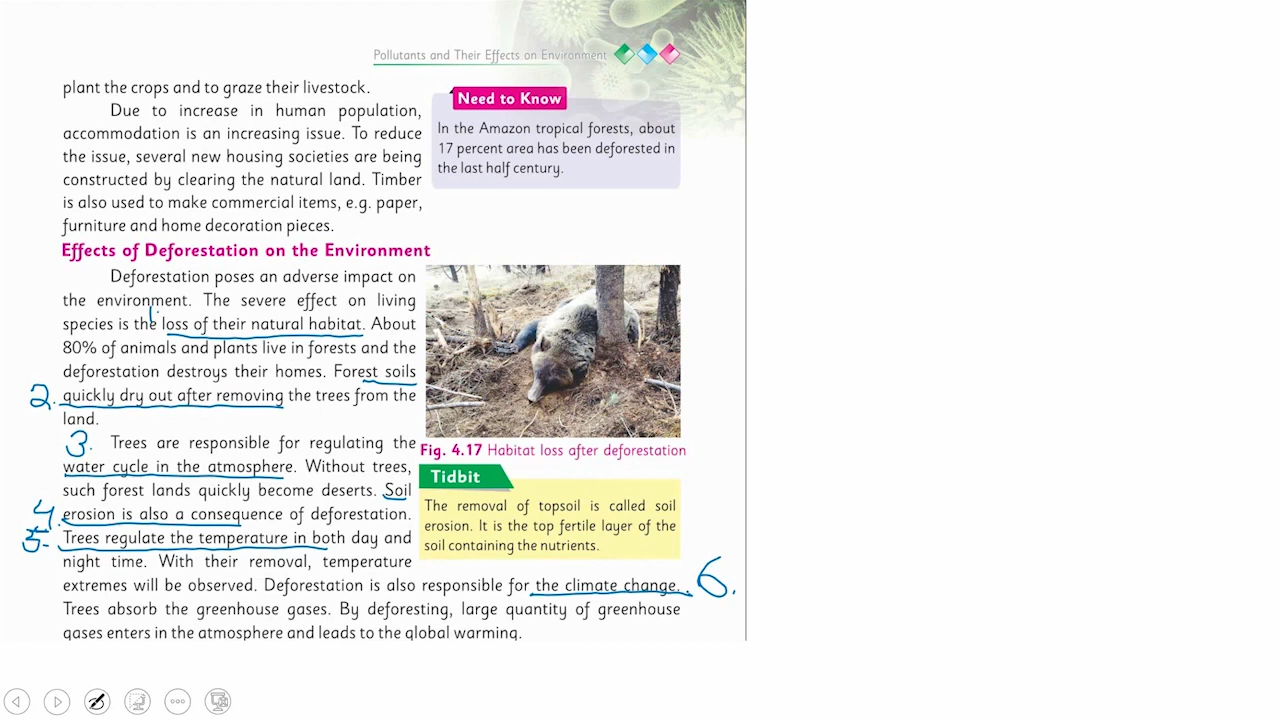 Pollutants and Their Effects on Environment
plant the crops and to graze their livestock.
Due to increase in human population,
accommodation is an increasing issue. To reduce
the issue, several new housing societies are being
constructed by clearing the natural land. Timber
is also used to make commercial items, e.g. paper,
furniture and home decoration pieces.
Need to Know
In the Amazon tropical forests, about
17 percent area has been deforested in
the last half century.
Effects of Deforestation on the Environment
Deforestation poses an adverse impact on
the environment. The severe effect on living
1.
species is the loss of their natural habitat. About
80% of animals and plants live in forests and the
deforestation destroys their homes. Forest soils
2. quickly dry out after removing the trees from the
land.
3. Trees are responsible for regulating the
water cycle in the atmosphere. Without trees,
such forest lands quickly become deserts. Soil
4. erosion is also a consequence of deforestation.
5. Trees regulate the temperature in both day and
night time. With their removal, temperature
extremes will be observed. Deforestation is also responsible for the climate change. 6.
Trees absorb the greenhouse gases. By deforesting, large quantity of greenhouse
gases enters in the atmosphere and leads to the global warming.
Fig. 4.17 Habitat loss after deforestation
Tidbit
The removal of topsoil is called soil
erosion. It is the top fertile layer of the
soil containing the nutrients.